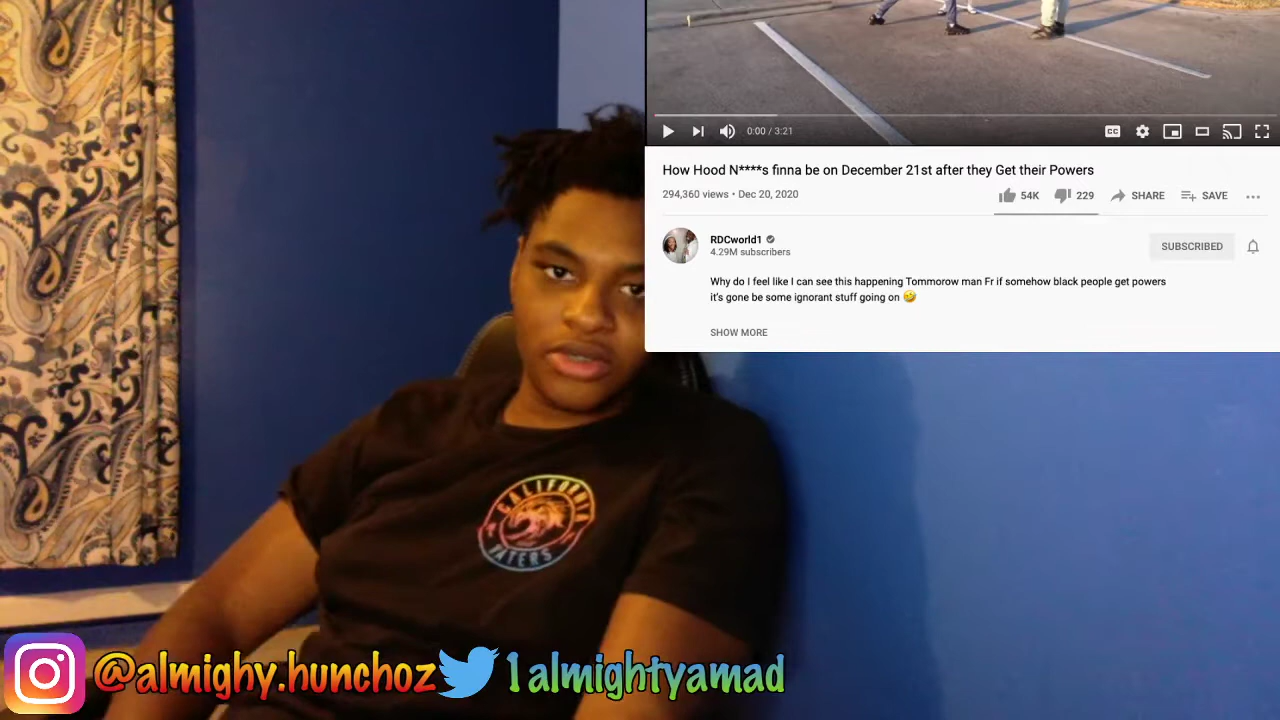 0:00 / 3:21
CC
How Hood N****s finna be on December 21st after they Get their Powers
294,360 views • Dec 20, 2020
54K
229
SHARE
SAVE
RDCworld1
4.29M subscribers
SUBSCRIBED
Why do I feel like I can see this happening Tommorow man Fr if somehow black people get powers
it's gone be some ignorant stuff going on 🤣
SHOW MORE
CALIFORNIA
@almighy.hunchoz
1almightyamad